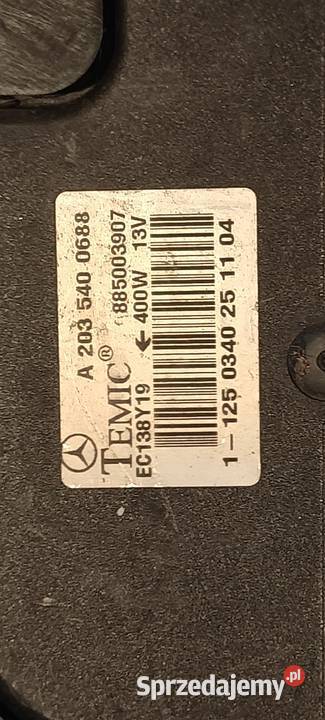 A 203 540 0688
TEMIC® 885003907
EC138Y19 ← 400W 13V
1-125 0340 25 11 04
Sprzedajemy.pl